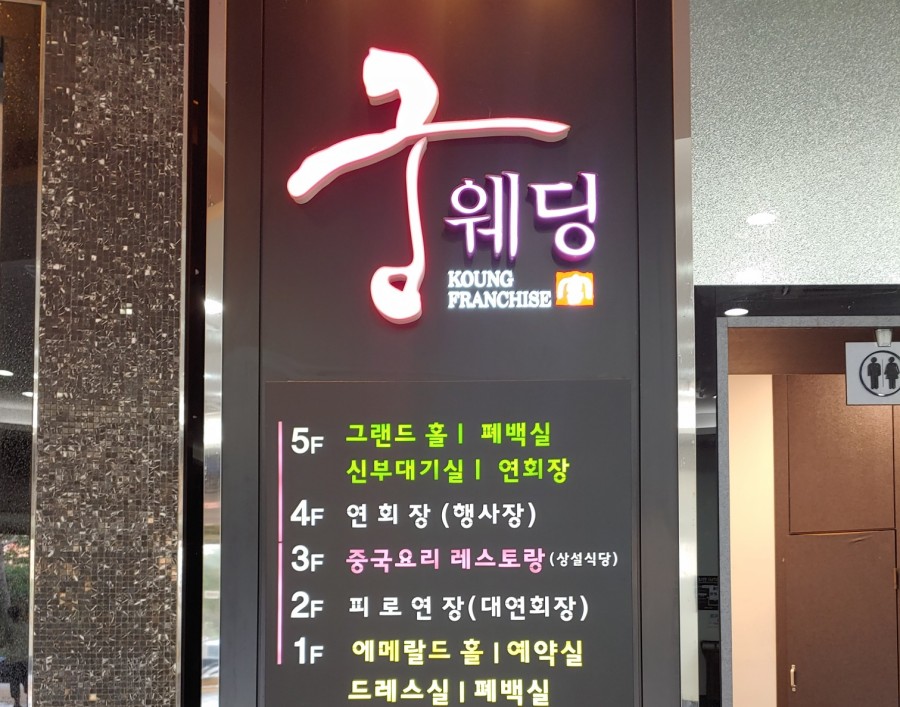 궁
웨딩
KOUNG
FRANCHISE
5F 그랜드 홀 | 폐백실
신부대기실 | 연회장
4F 연회장 (행사장)
3F 중국요리 레스토랑 (상설식당)
2F 피로연장 (대연회장)
1F 에메랄드 홀 | 예약실
드레스실 | 폐백실